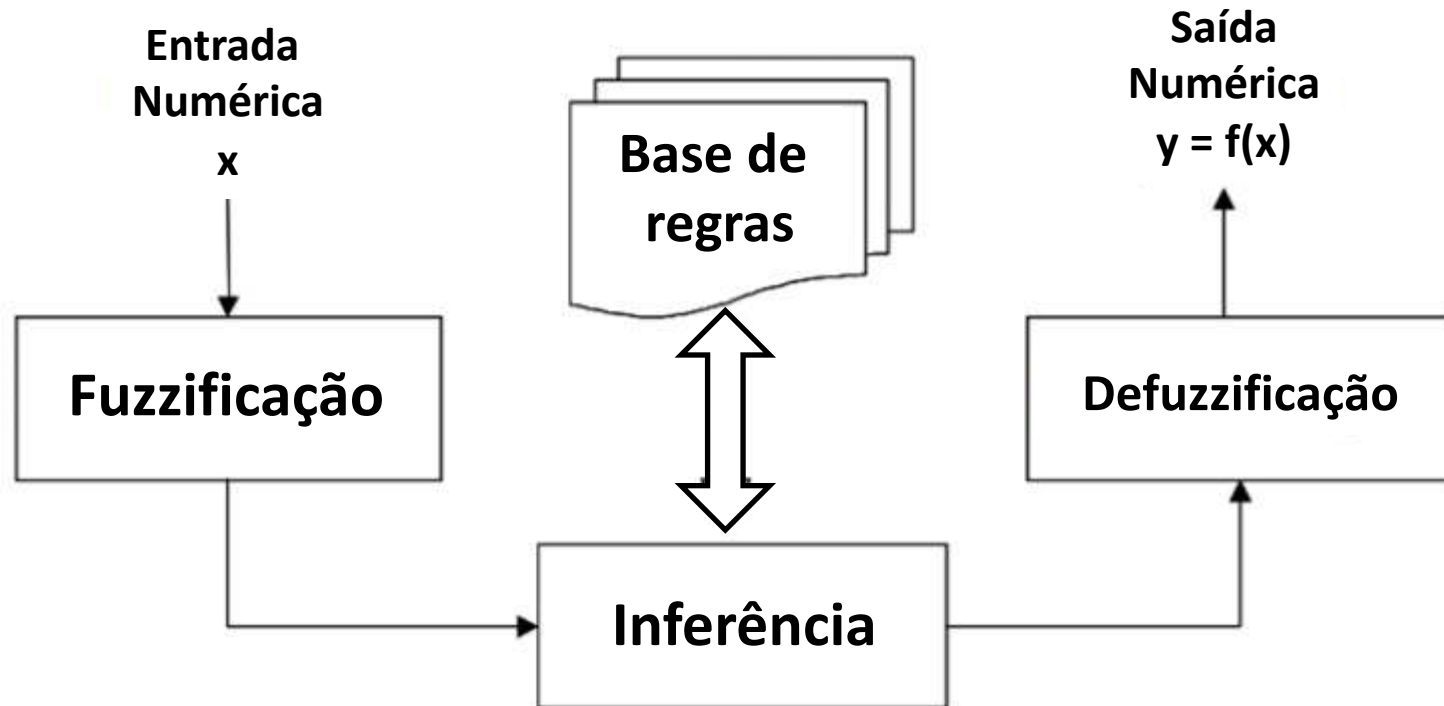 Entrada
Numérica
x
Base de
regras
Saída
Numérica
y = f(x)
Fuzzificação
Defuzzificação
Inferência